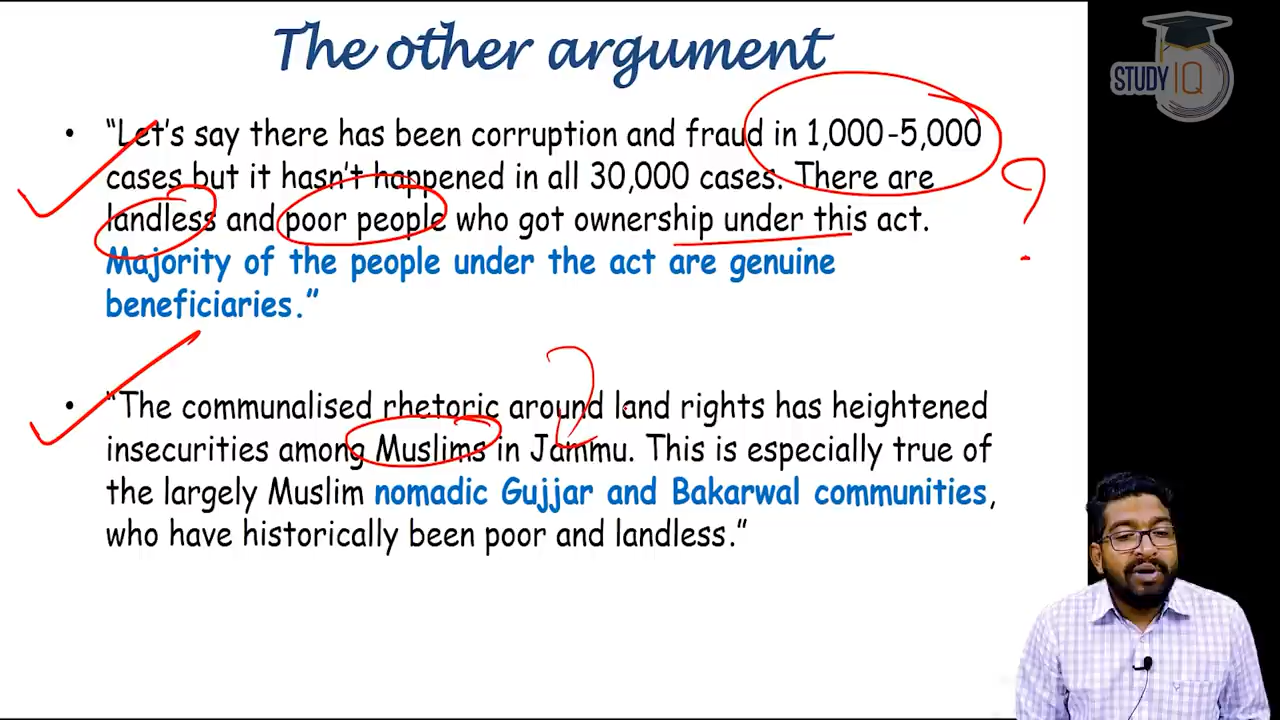 The other argument
STUDY IQ
• “Let’s say there has been corruption and fraud in 1,000-5,000
cases but it hasn’t happened in all 30,000 cases. There are
landless and poor people who got ownership under this act.
Majority of the people under the act are genuine
beneficiaries.”
• “The communalised rhetoric around land rights has heightened
insecurities among Muslims in Jammu. This is especially true of
the largely Muslim nomadic Gujjar and Bakarwal communities,
who have historically been poor and landless.”